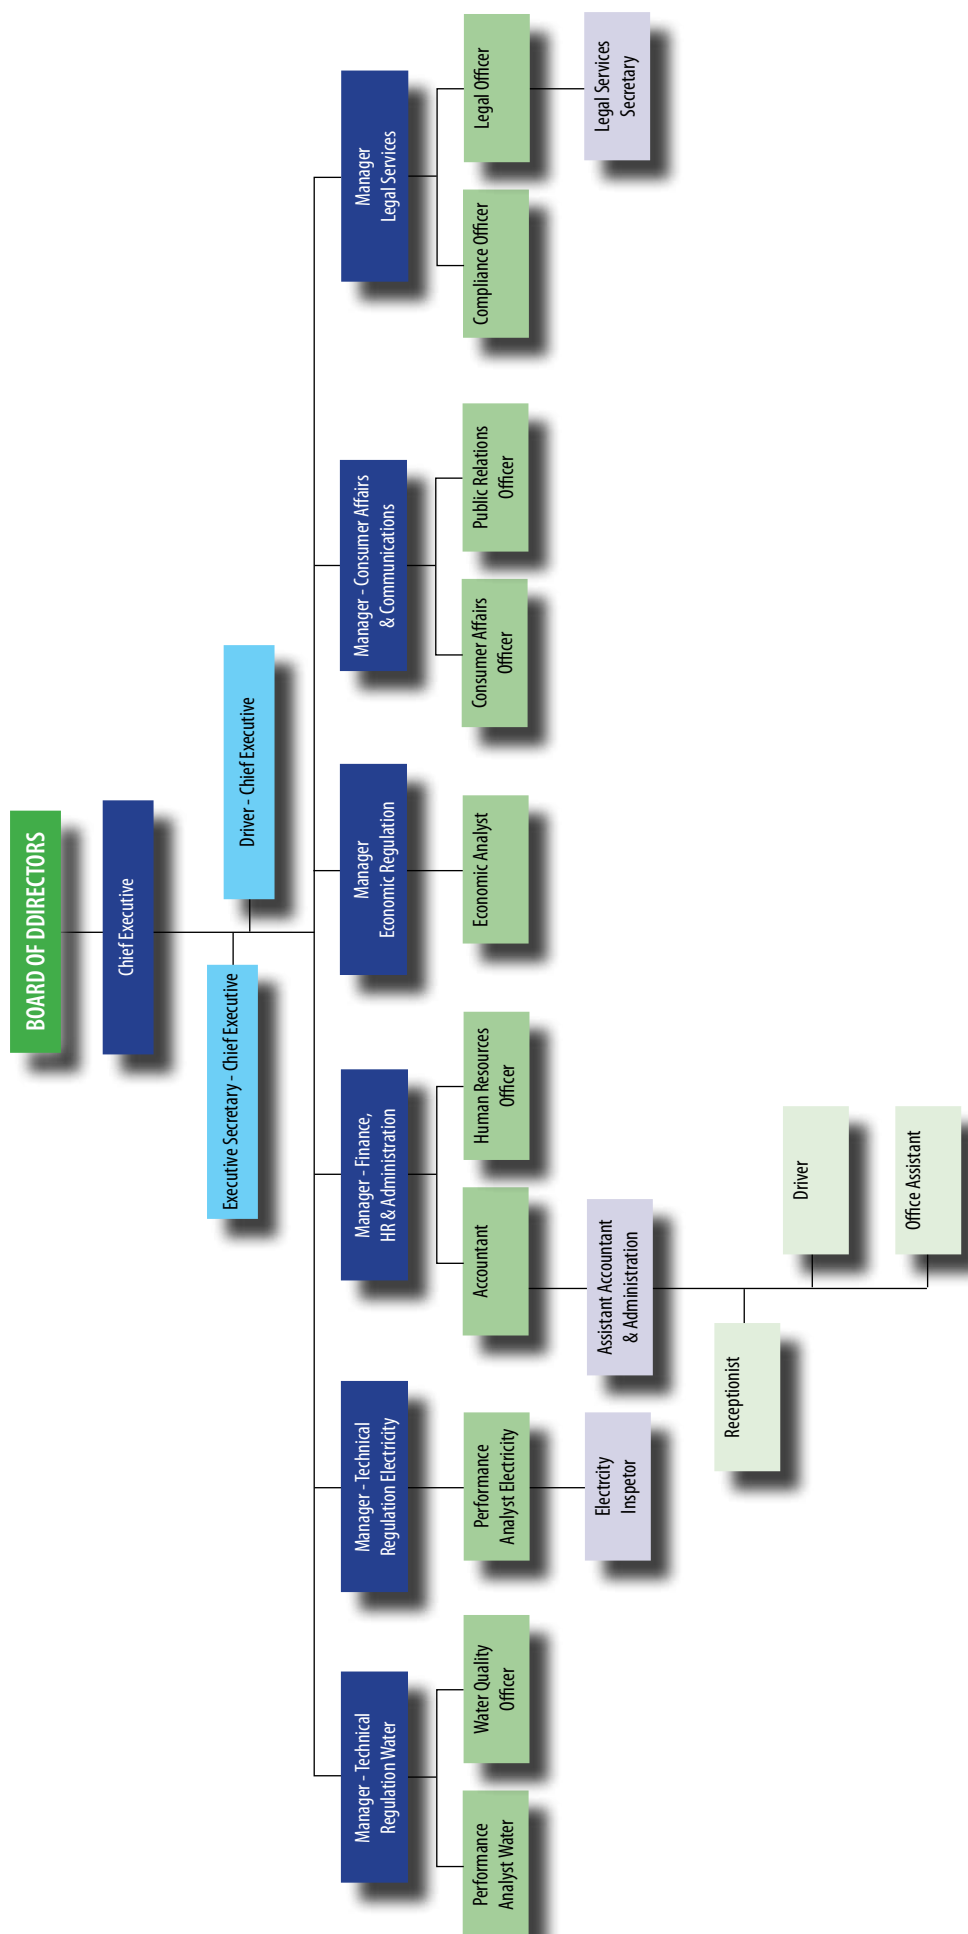 BOARD OF DDIRECTORS
Chief Executive
Executive Secretary - Chief Executive
Driver - Chief Executive
Manager - Technical
Regulation Water
Manager - Technical
Regulation Electricity
Manager - Finance,
HR & Administration
Manager
Economic Regulation
Manager - Consumer Affairs
& Communications
Manager
Legal Services
Performance
Analyst Water
Water Quality
Officer
Performance
Analyst Electricity
Accountant
Human Resources
Officer
Economic Analyst
Consumer Affairs
Officer
Public Relations
Officer
Compliance Officer
Legal Officer
Electrcity
Inspetor
Assistant Accountant
& Administration
Legal Services
Secretary
Receptionist
Driver
Office Assistant